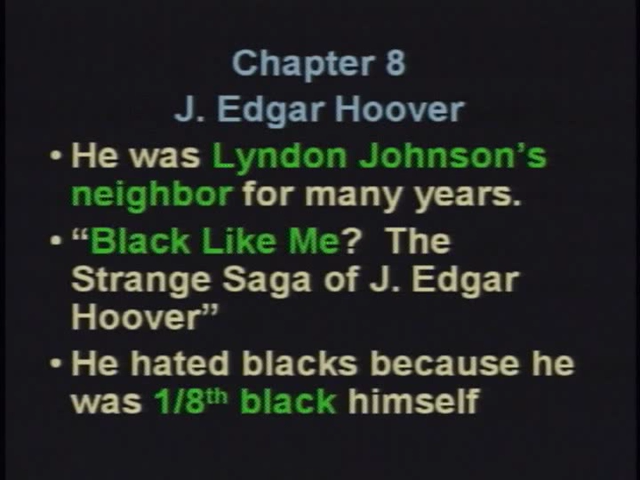 Chapter 8
J. Edgar Hoover
• He was Lyndon Johnson’s
neighbor for many years.
• “Black Like Me?  The
Strange Saga of J. Edgar
Hoover”
• He hated blacks because he
was 1/8th black himself